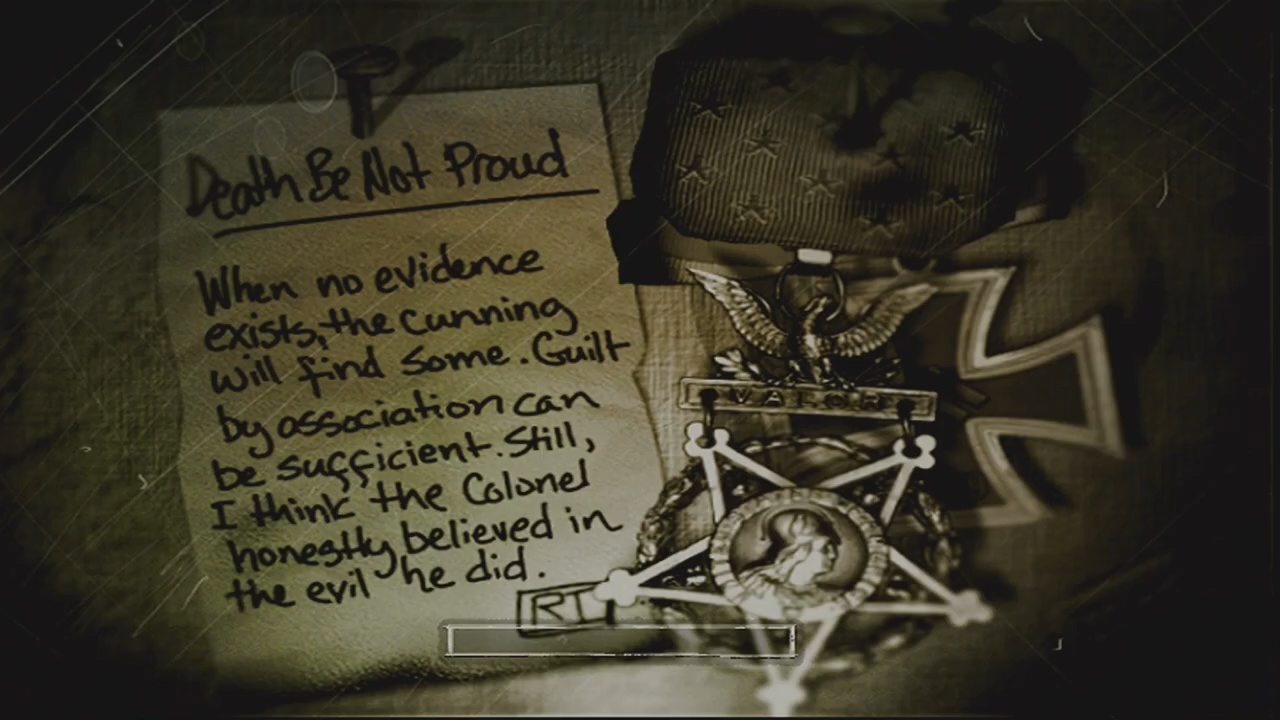 Death Be Not Proud
When no evidence
exists, the cunning
will find some. Guilt
by association can
be sufficient. Still,
I think the Colonel
honestly believed in
the evil he did.
RI
VALOR